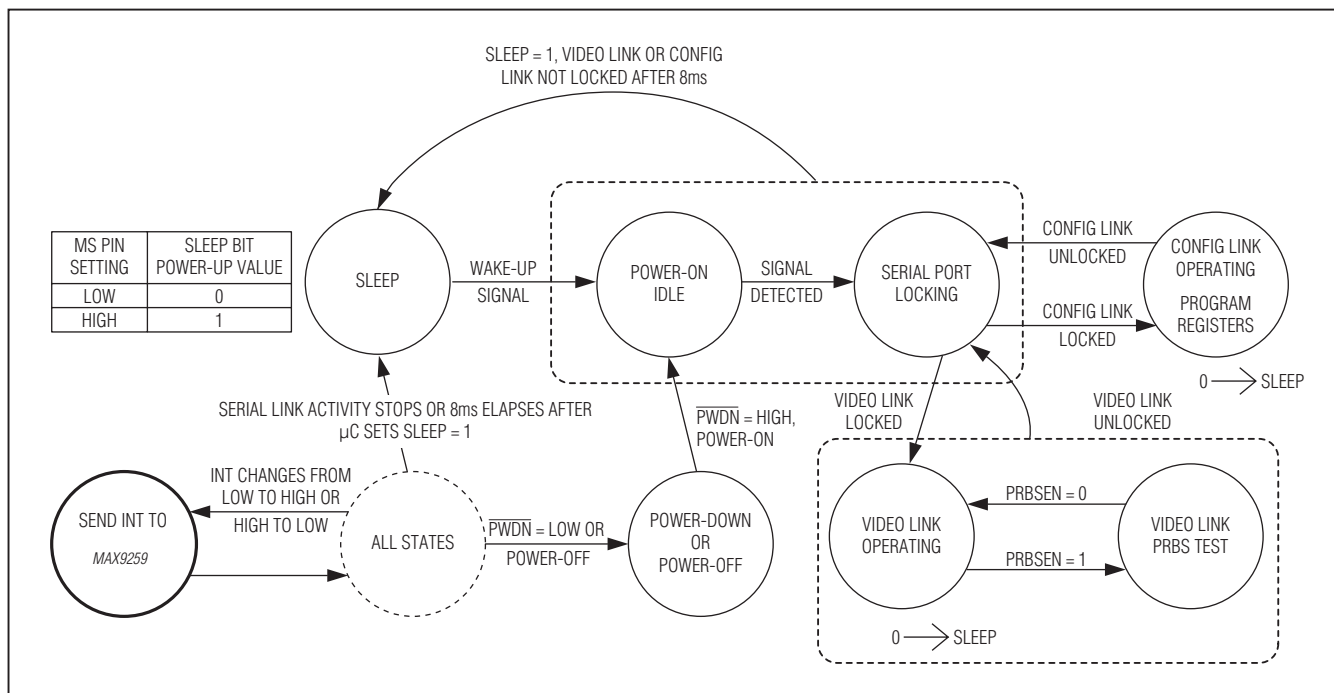 SLEEP = 1, VIDEO LINK OR CONFIG
LINK NOT LOCKED AFTER 8ms
MS PIN
SETTING
SLEEP BIT
POWER-UP VALUE
LOW
0
HIGH
1
SLEEP
WAKE-UP
SIGNAL
POWER-ON
IDLE
SIGNAL
DETECTED
SERIAL PORT
LOCKING
CONFIG LINK
UNLOCKED
CONFIG LINK
LOCKED
CONFIG LINK
OPERATING
PROGRAM
REGISTERS
0 → SLEEP
SERIAL LINK ACTIVITY STOPS OR 8ms ELAPSES AFTER
µC SETS SLEEP = 1
PWDN = HIGH,
POWER-ON
VIDEO LINK
LOCKED
VIDEO LINK
UNLOCKED
INT CHANGES FROM
LOW TO HIGH OR
HIGH TO LOW
SEND INT TO
MAX9259
ALL STATES
PWDN = LOW OR
POWER-OFF
POWER-DOWN
OR
POWER-OFF
VIDEO LINK
OPERATING
PRBSEN = 0
PRBSEN = 1
VIDEO LINK
PRBS TEST
0 → SLEEP